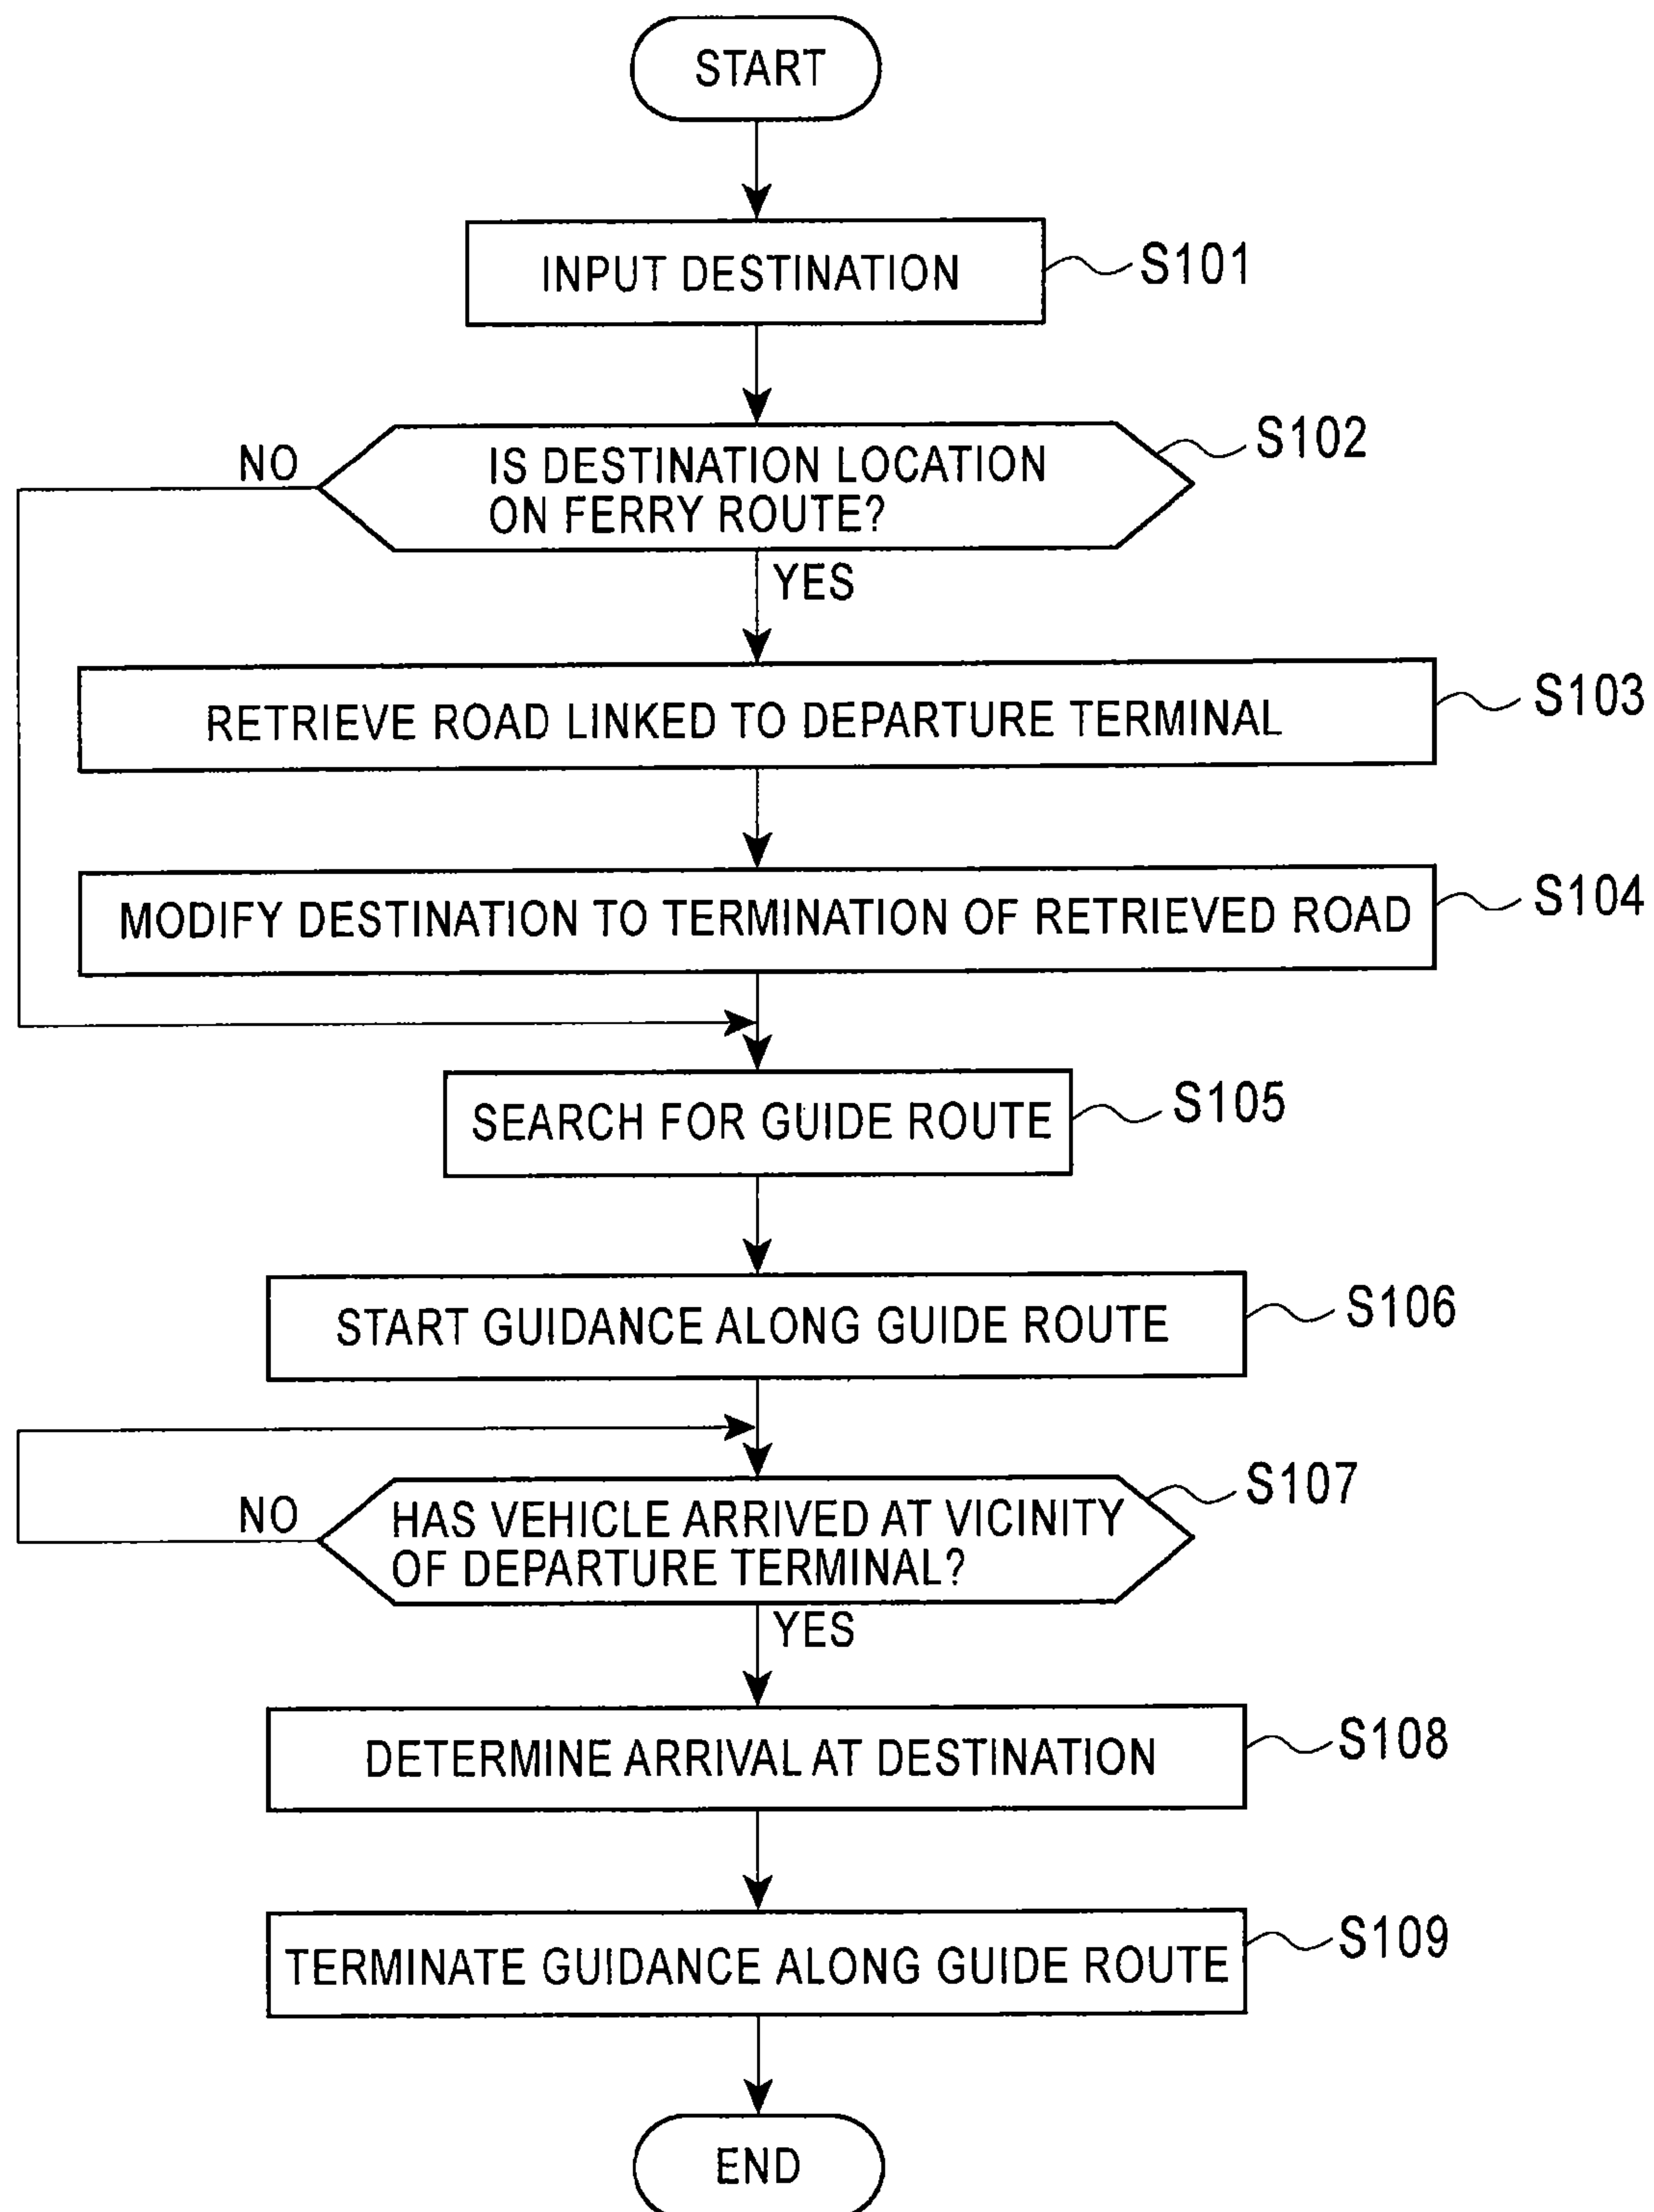 START
INPUT DESTINATION
S101
NO
IS DESTINATION LOCATION
ON FERRY ROUTE?
S102
YES
RETRIEVE ROAD LINKED TO DEPARTURE TERMINAL
S103
MODIFY DESTINATION TO TERMINATION OF RETRIEVED ROAD
S104
SEARCH FOR GUIDE ROUTE
S105
START GUIDANCE ALONG GUIDE ROUTE
S106
NO
HAS VEHICLE ARRIVED AT VICINITY
OF DEPARTURE TERMINAL?
S107
YES
DETERMINE ARRIVAL AT DESTINATION
S108
TERMINATE GUIDANCE ALONG GUIDE ROUTE
S109
END